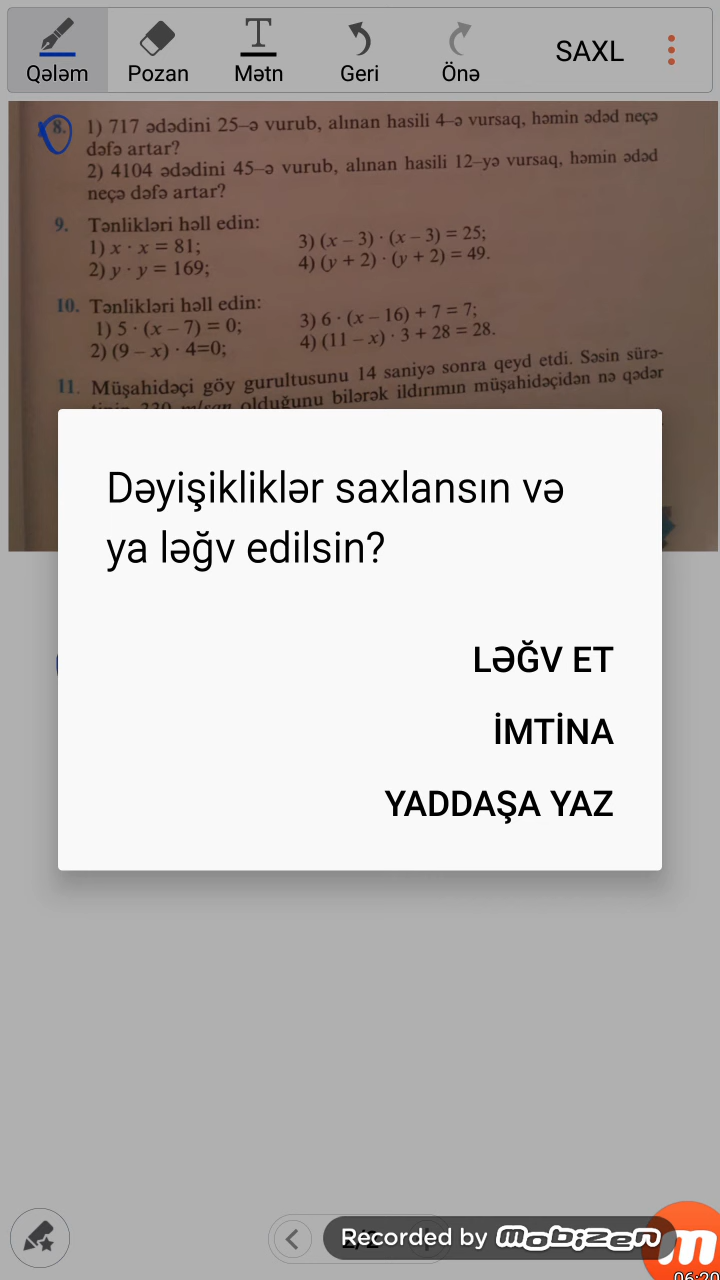 Qələm Pozan Mətn Geri Önə SAXL
8. 1) 717 ədədini 25–ə vurub, alınan hasili 4–ə vursaq, həmin ədəd neçə
dəfə artar?
2) 4104 ədədini 45–ə vurub, alınan hasili 12–yə vursaq, həmin ədəd
neçə dəfə artar?
9. Tənlikləri həll edin:
1) x · x = 81;
2) y · y = 169;
3) (x – 3) · (x – 3) = 25;
4) (y + 2) · (y + 2) = 49.
10. Tənlikləri həll edin:
1) 5 · (x – 7) = 0;
2) (9 – x) · 4=0;
3) 6 · (x – 16) + 7 = 7;
4) (11 – x) · 3 + 28 = 28.
11. Müşahidəçi göy gurultusunu 14 saniyə sonra qeyd etdi. Səsin sürə-
olduğunu bilərək ildırımın müşahidəçidən nə qədər
Dəyişikliklər saxlansın və
ya ləğv edilsin?
LƏĞV ET
İMTİNA
YADDAŞA YAZ
Recorded by Mobizen
06:20